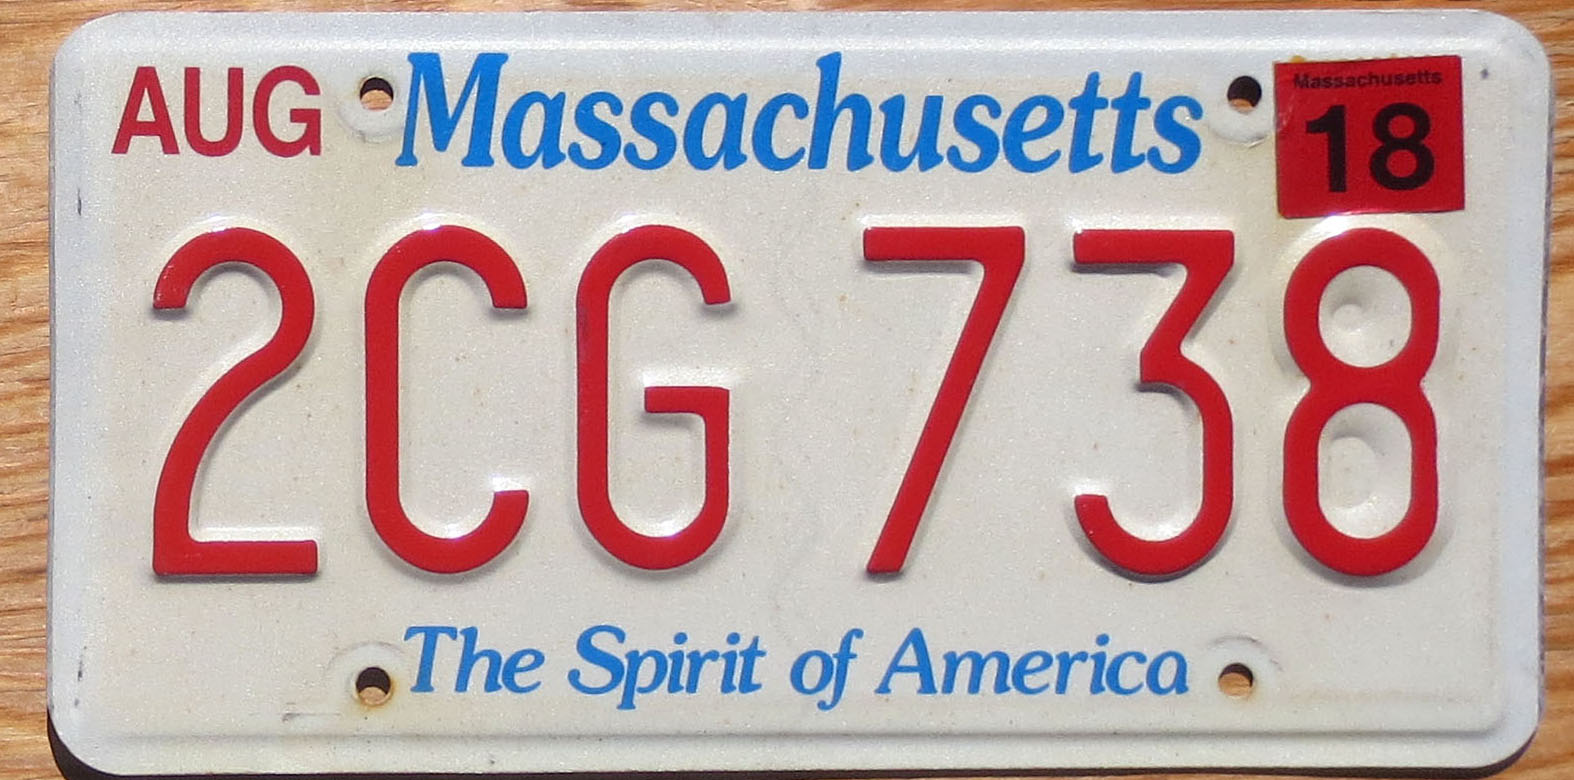 AUG Massachusetts
Massachusetts
18
2CG 738
The Spirit of America